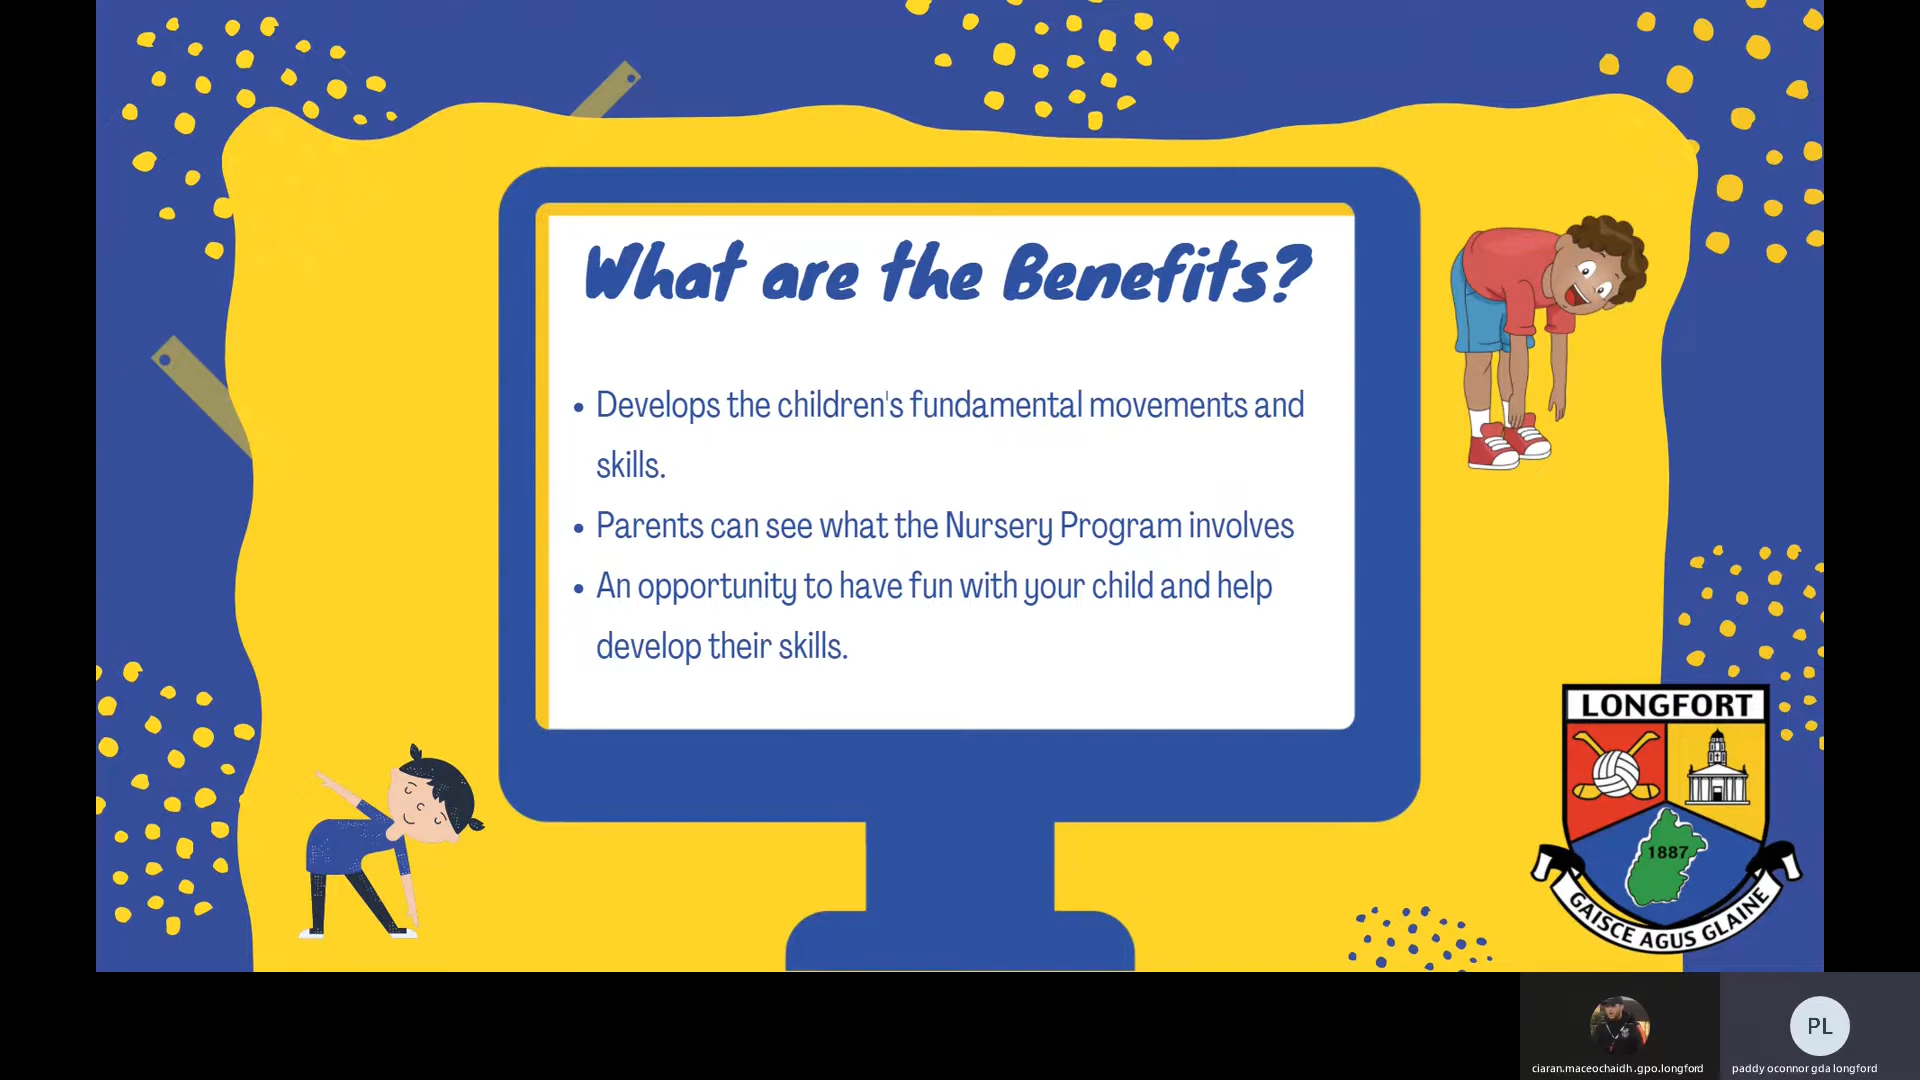 What are the Benefits?
• Develops the children's fundamental movements and
skills.
• Parents can see what the Nursery Program involves
• An opportunity to have fun with your child and help
develop their skills.
LONGFORT
1887
GAISCE AGUS GLAINE
PL
ciaran.maceochaidh.gpo.longford
paddy oconnor gda longford